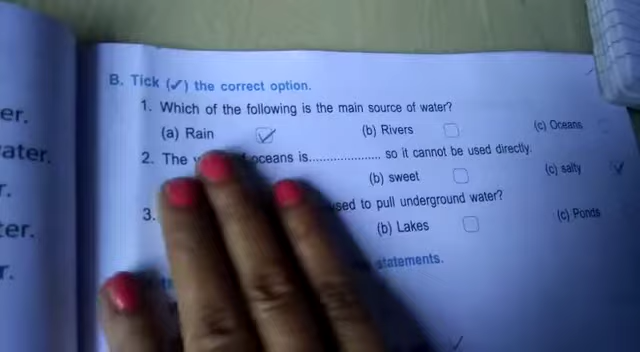 er.
B. Tick (✓) the correct option.
1. Which of the following is the main source of water?
ater.
(a) Rain (b) Rivers (c) Oceans
2. The oceans is.................... so it cannot be used directly.
r.
(b) sweet (c) salty
3. sed to pull underground water?
ter.
(b) Lakes (c) Ponds
r.
statements.